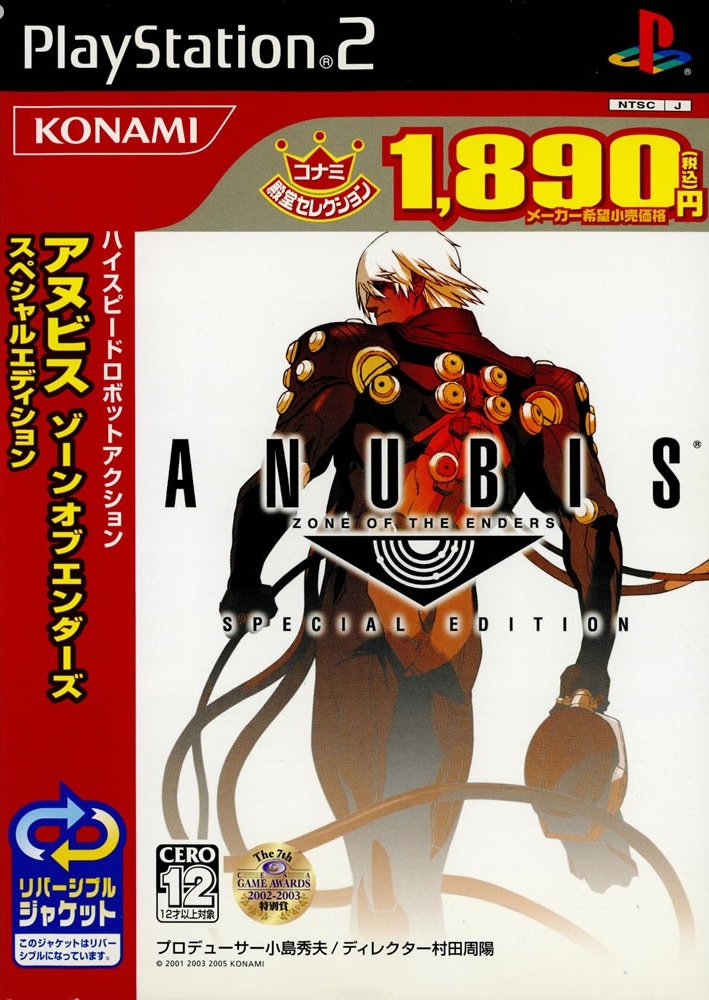 PlayStation®2
®
NTSC J
KONAMI
コナミ
殿堂セレクション
1,890円
(税込)
メーカー希望小売価格
ハイスピードロボットアクション
アヌビス ゾーンオブエンダーズ
スペシャルエディション
ANUBIS®
ZONE OF THE ENDERS
SPECIAL EDITION
リバーシブル
ジャケット
このジャケットはリバー
シブルになっています。
CERO
12
12才以上対象
The 7th
CESA
GAME AWARDS
2002-2003
特別賞
プロデューサー小島秀夫/ディレクター村田周陽
© 2001 2003 2005 KONAMI